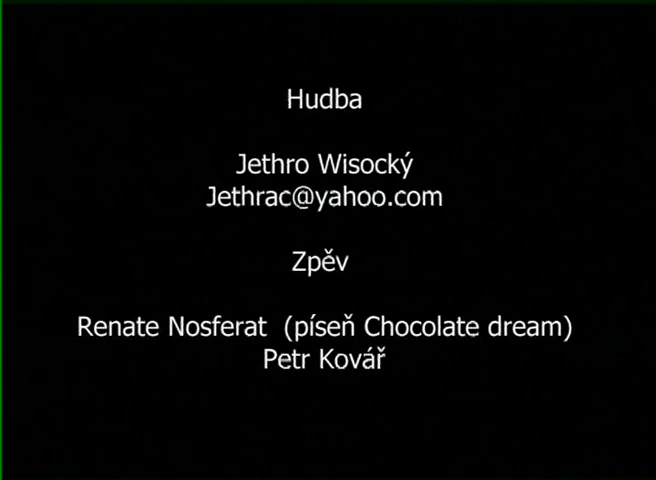 Hudba
Jethro Wisocký
Jethrac@yahoo.com
Zpěv
Renate Nosferat (píseň Chocolate dream)
Petr Kovář